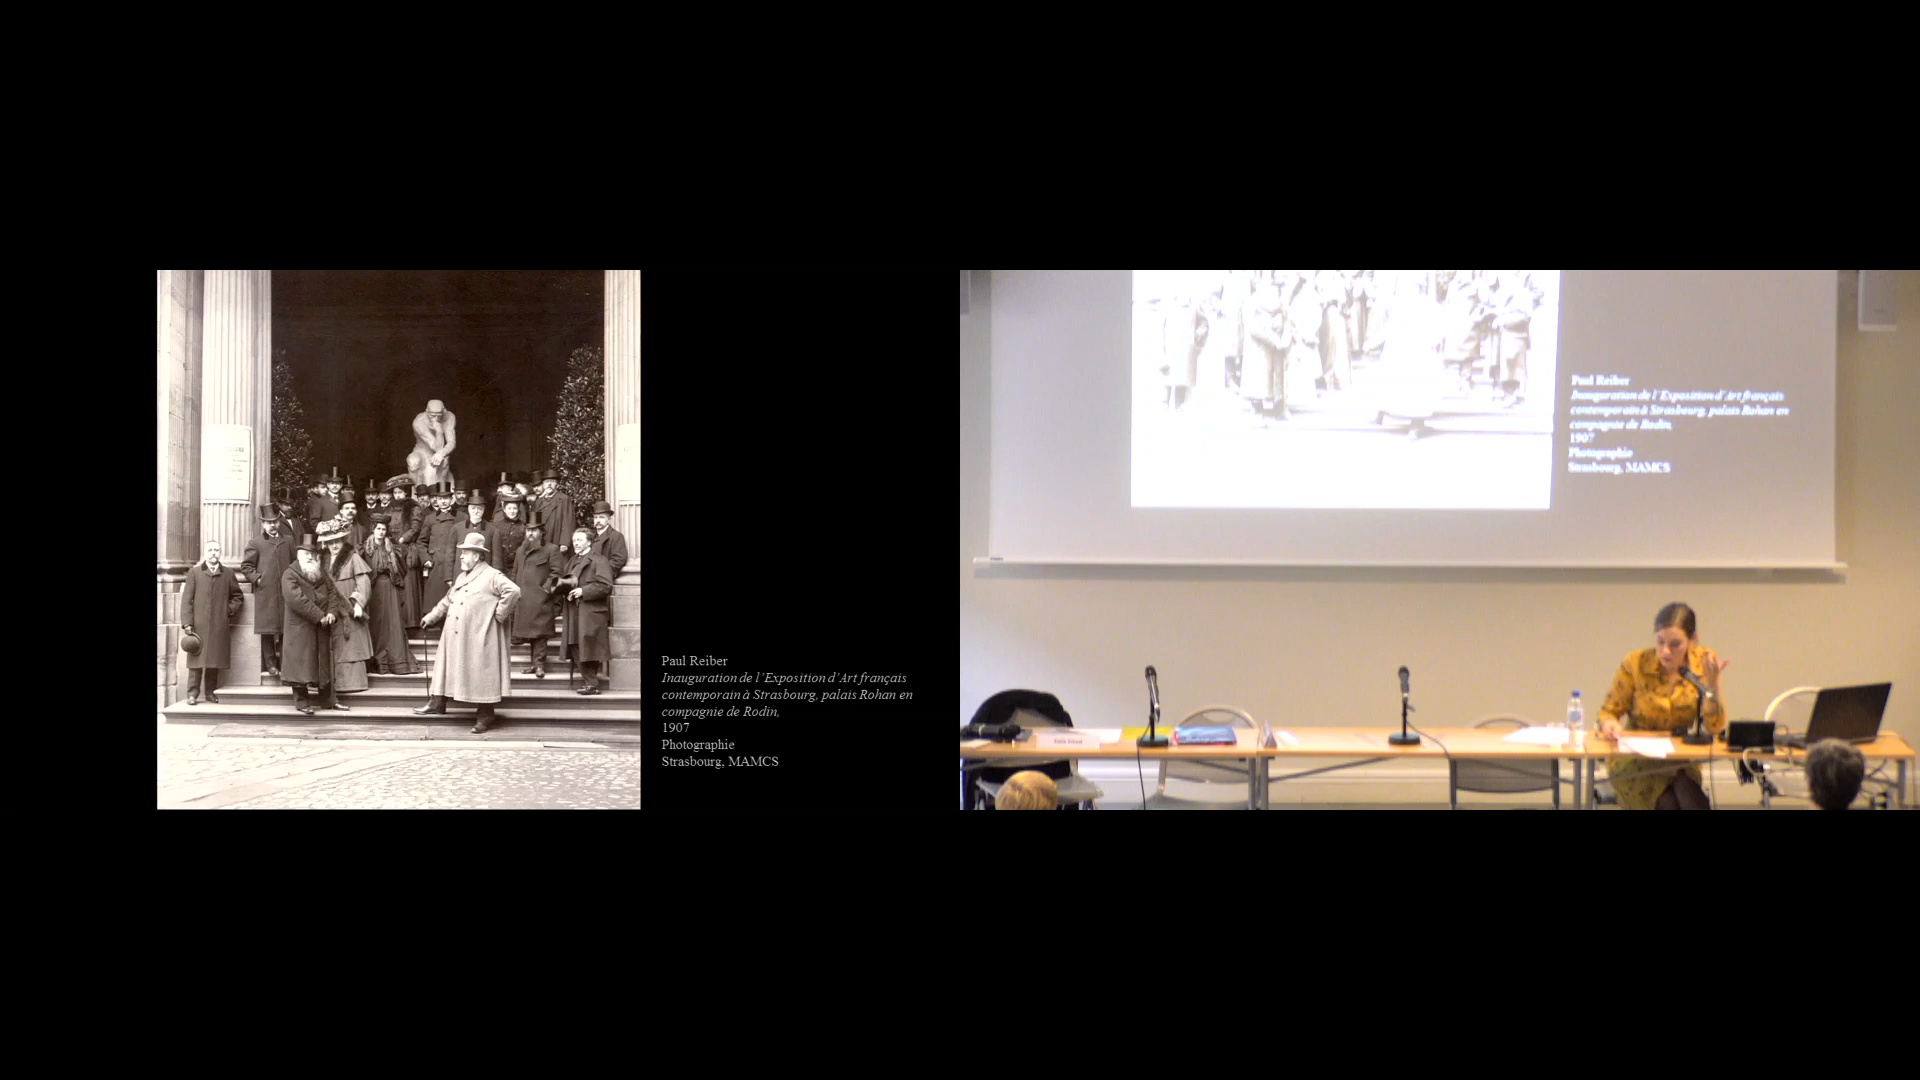 Paul Reiber
Inauguration de l'Exposition d'Art français
contemporain à Strasbourg, palais Rohan en
compagnie de Rodin,
1907
Photographie
Strasbourg, MAMCS
Paul Reiber
Inauguration de l'Exposition d'Art français
contemporain à Strasbourg, palais Rohan en
compagnie de Rodin,
1907
Photographie
Strasbourg, MAMCS